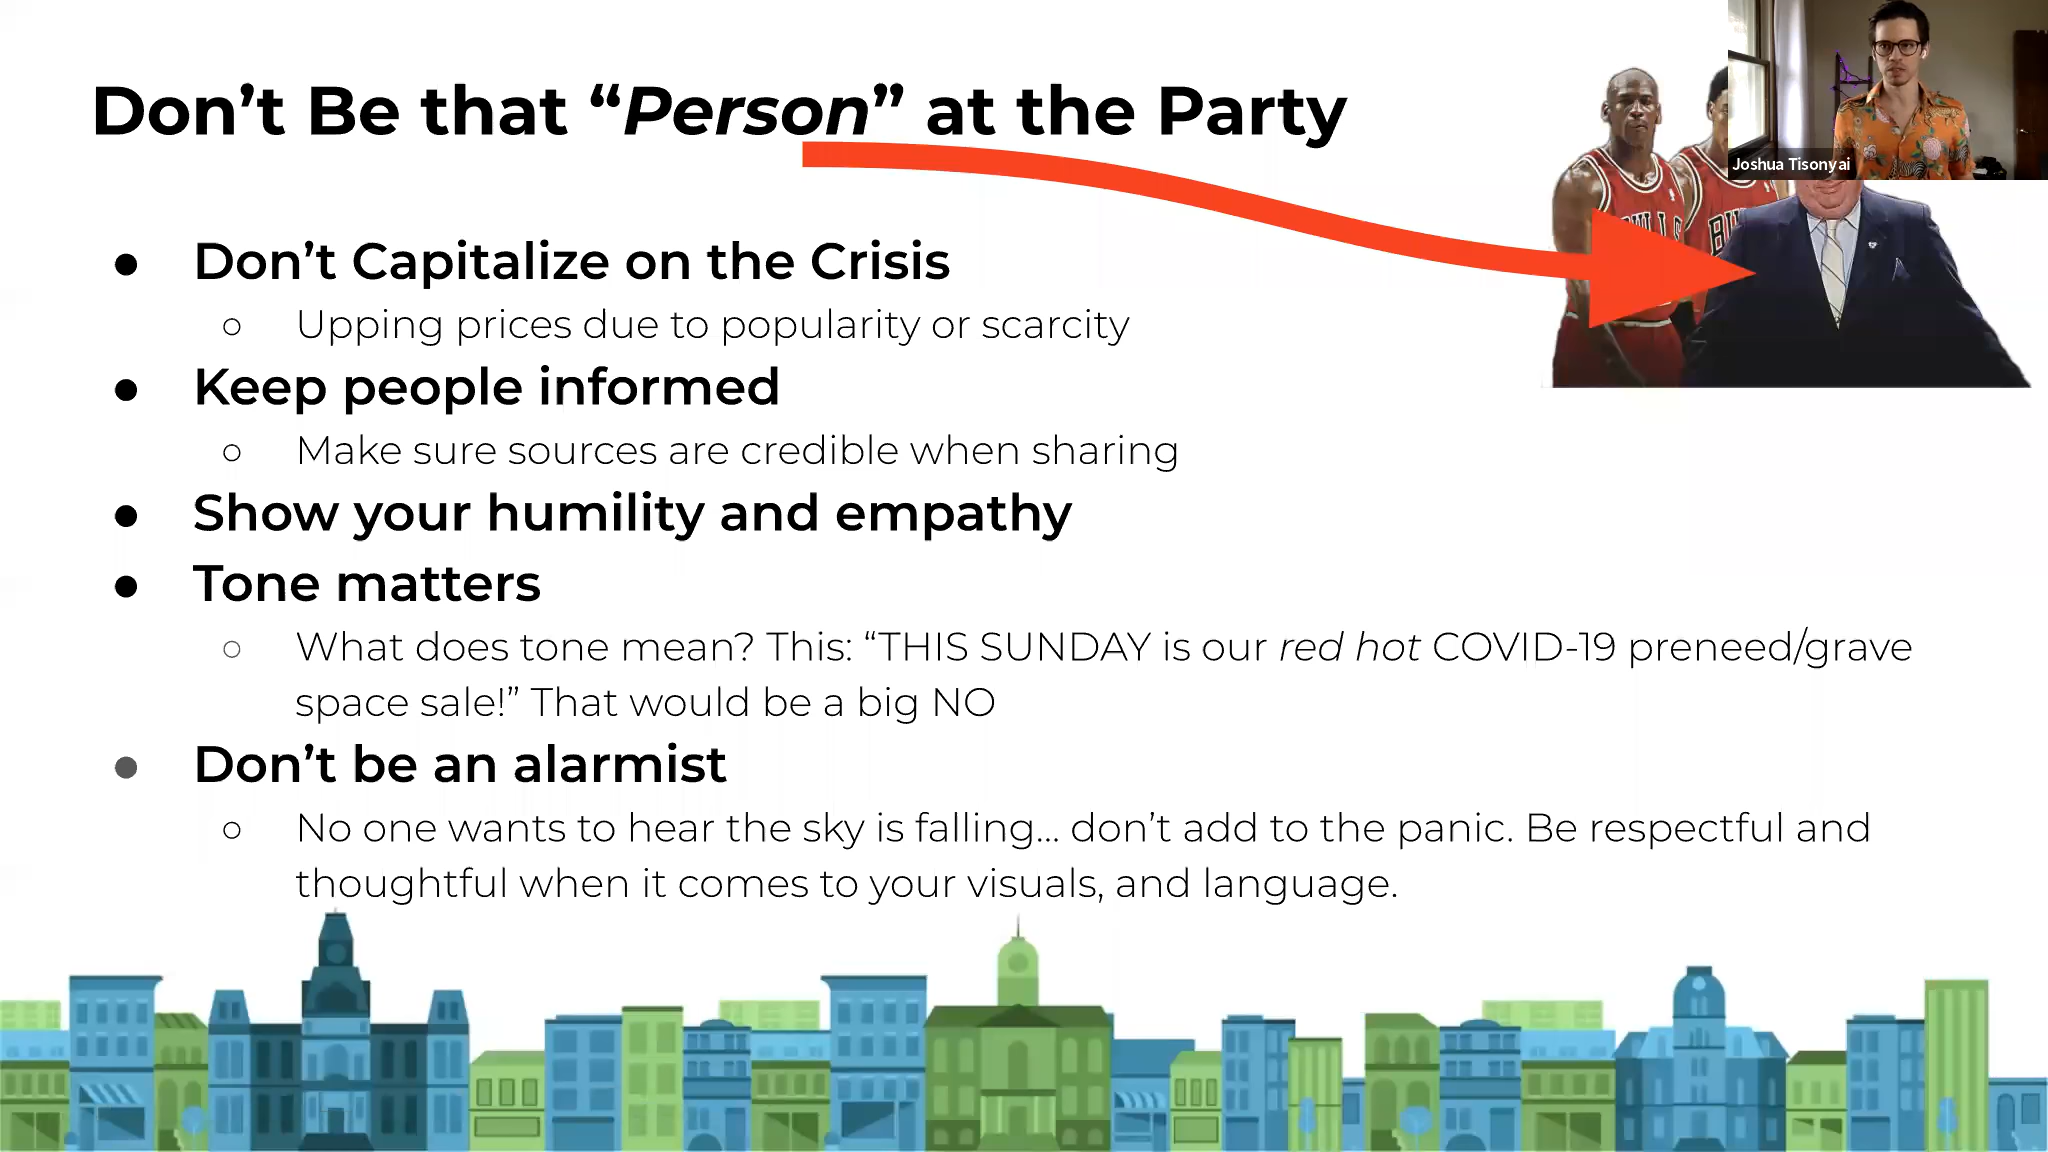 Don’t Be that “Person” at the Party
Joshua Tisonyai
● Don’t Capitalize on the Crisis
○ Upping prices due to popularity or scarcity
● Keep people informed
○ Make sure sources are credible when sharing
● Show your humility and empathy
● Tone matters
○ What does tone mean? This: “THIS SUNDAY is our red hot COVID-19 preneed/grave
space sale!” That would be a big NO
● Don’t be an alarmist
○ No one wants to hear the sky is falling... don’t add to the panic. Be respectful and
thoughtful when it comes to your visuals, and language.